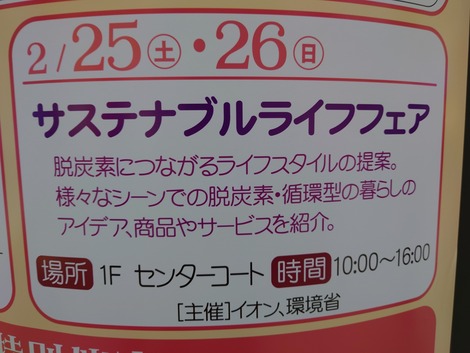 2/25(土)・26(日)
サステナブルライフフェア
脱炭素につながるライフスタイルの提案。
様々なシーンでの脱炭素・循環型の暮らしの
アイデア、商品やサービスを紹介。
場所 1F センターコート 時間 10:00～16:00
[主催]イオン、環境省